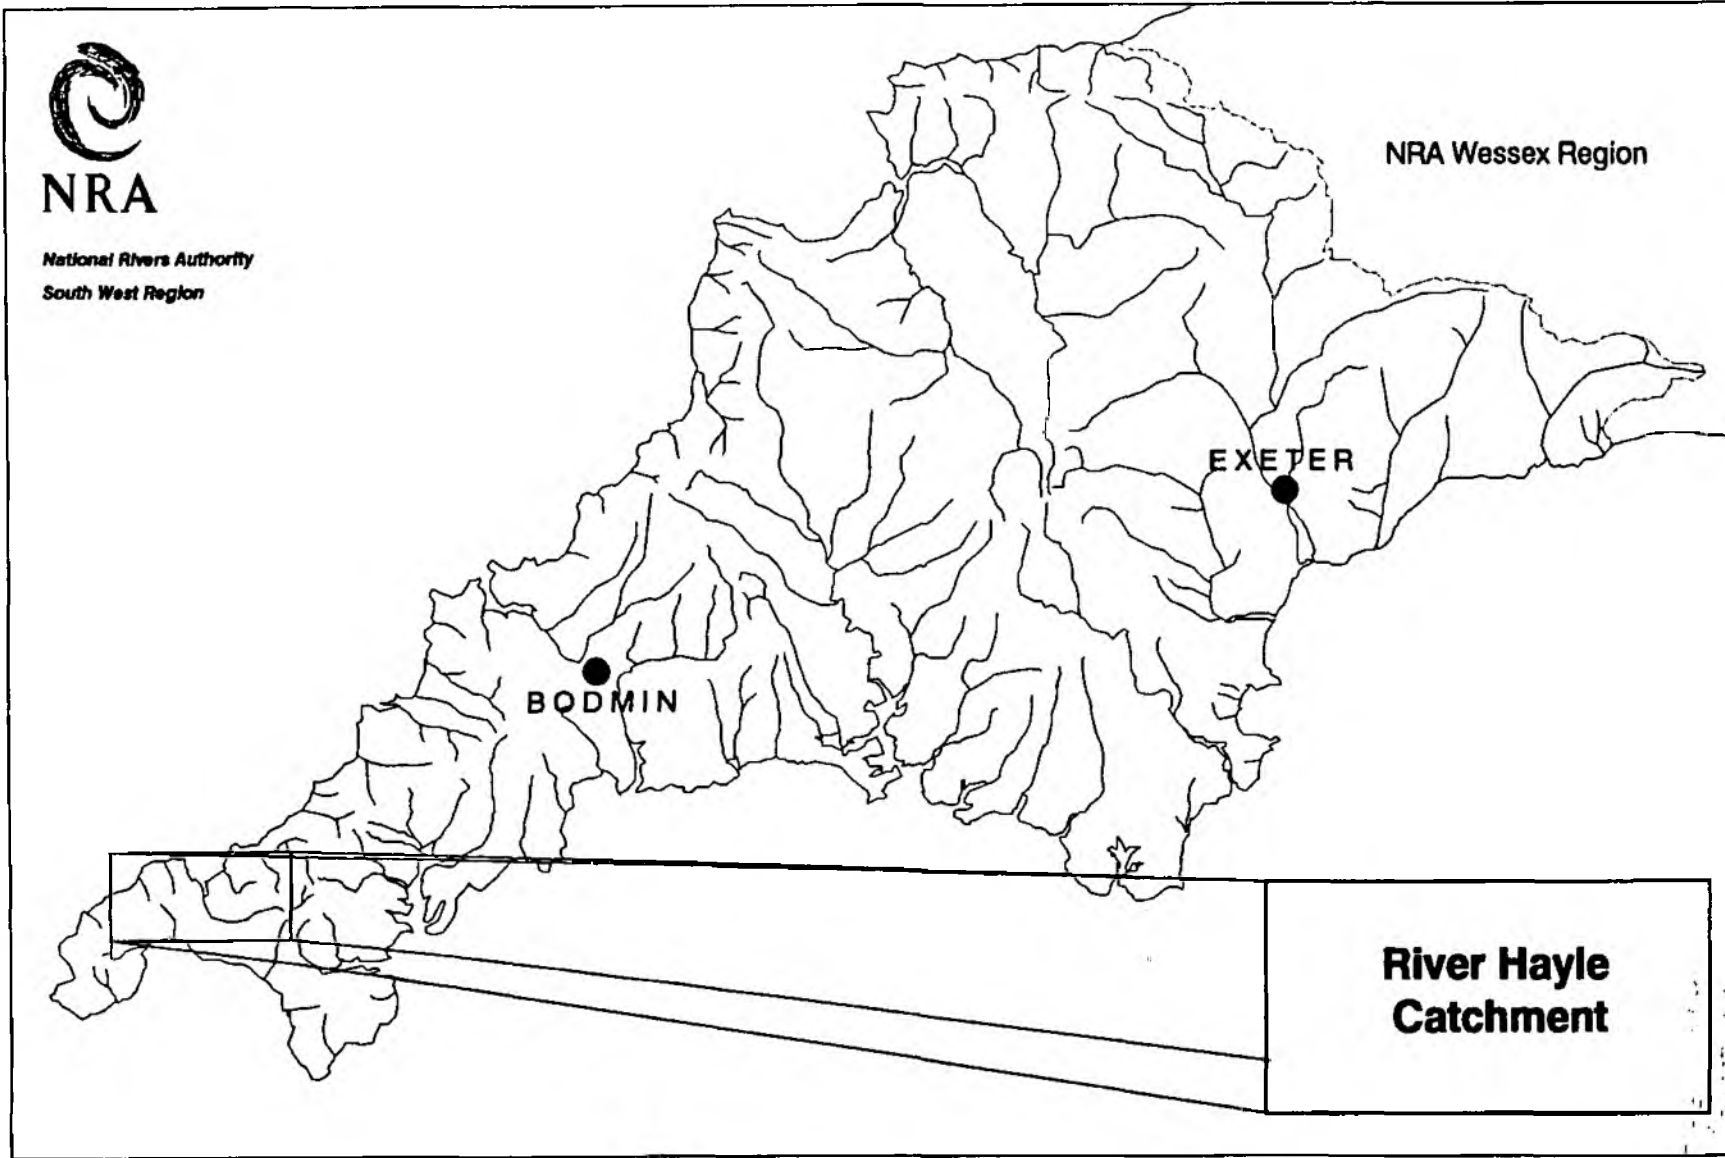 NRA
National Rivers Authority
South West Region
NRA Wessex Region
EXETER
BODMIN
River Hayle
Catchment